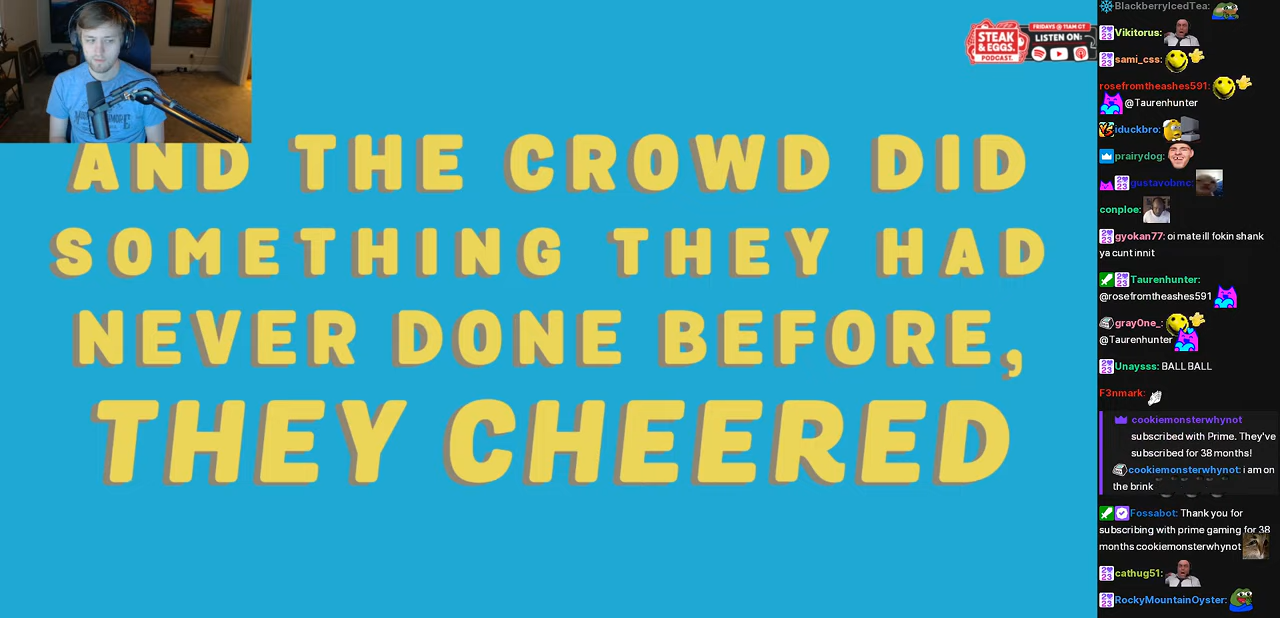 AND THE CROWD DID
SOMETHING THEY HAD
NEVER DONE BEFORE,
THEY CHEERED
STEAK
& EGGS.
PODCAST.
FRIDAYS @ 11AM CT
LISTEN ON:
BlackberryIcedTea:
Vikitorus:
sami_css:
rosefromtheashes591:
@Taurenhunter
iduckbro:
prairydog:
gustavobmc:
conploe:
gyokan77: oi mate ill fokin shank
ya cunt innit
Taurenhunter:
@rosefromtheashes591
grayOne_:
@Taurenhunter
Unaysss: BALL BALL
F3nmark:
cookiemonsterwhynot
subscribed with Prime. They've
subscribed for 38 months!
cookiemonsterwhynot: i am on
the brink
Fossabot: Thank you for
subscribing with prime gaming for 38
months cookiemonsterwhynot
cathug51:
RockyMountainOyster: